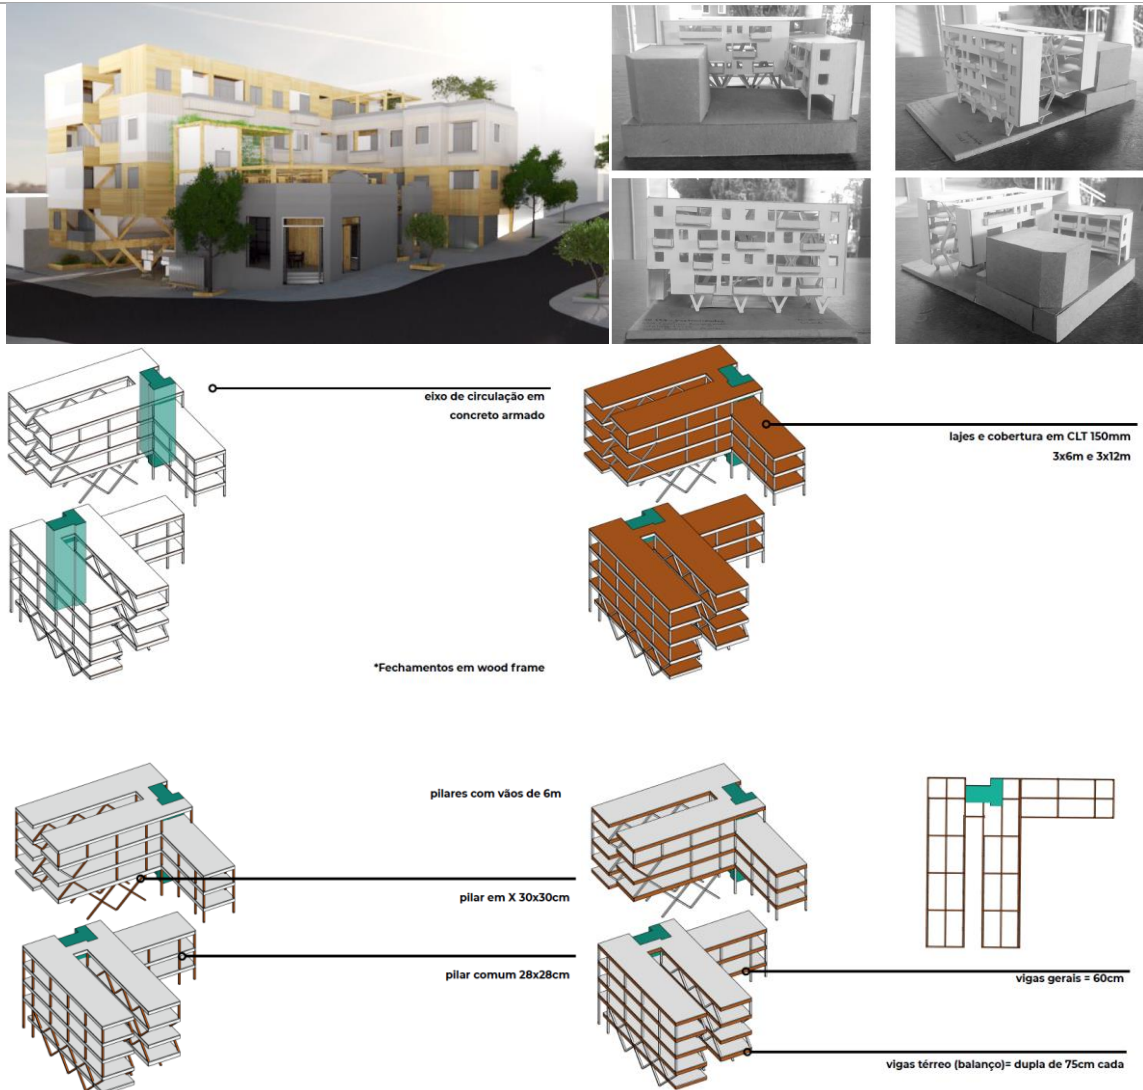 eixo de circulação em
concreto armado
lajes e cobertura em CLT 150mm
3x6m e 3x12m
*Fechamentos em wood frame
pilares com vãos de 6m
pilar em X 30x30cm
pilar comum 28x28cm
vigas gerais = 60cm
vigas térreo (balanço)= dupla de 75cm cada